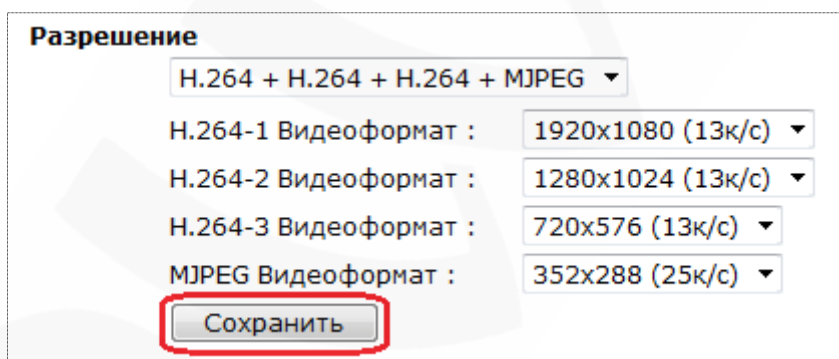 Разрешение
H.264 + H.264 + H.264 + MJPEG
H.264-1 Видеоформат : 1920x1080 (13к/с)
H.264-2 Видеоформат : 1280x1024 (13к/с)
H.264-3 Видеоформат : 720x576 (13к/с)
MJPEG Видеоформат : 352x288 (25к/с)
Сохранить